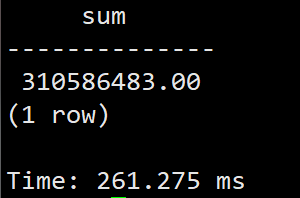 sum
--------------
310586483.00
(1 row)
Time: 261.275 ms